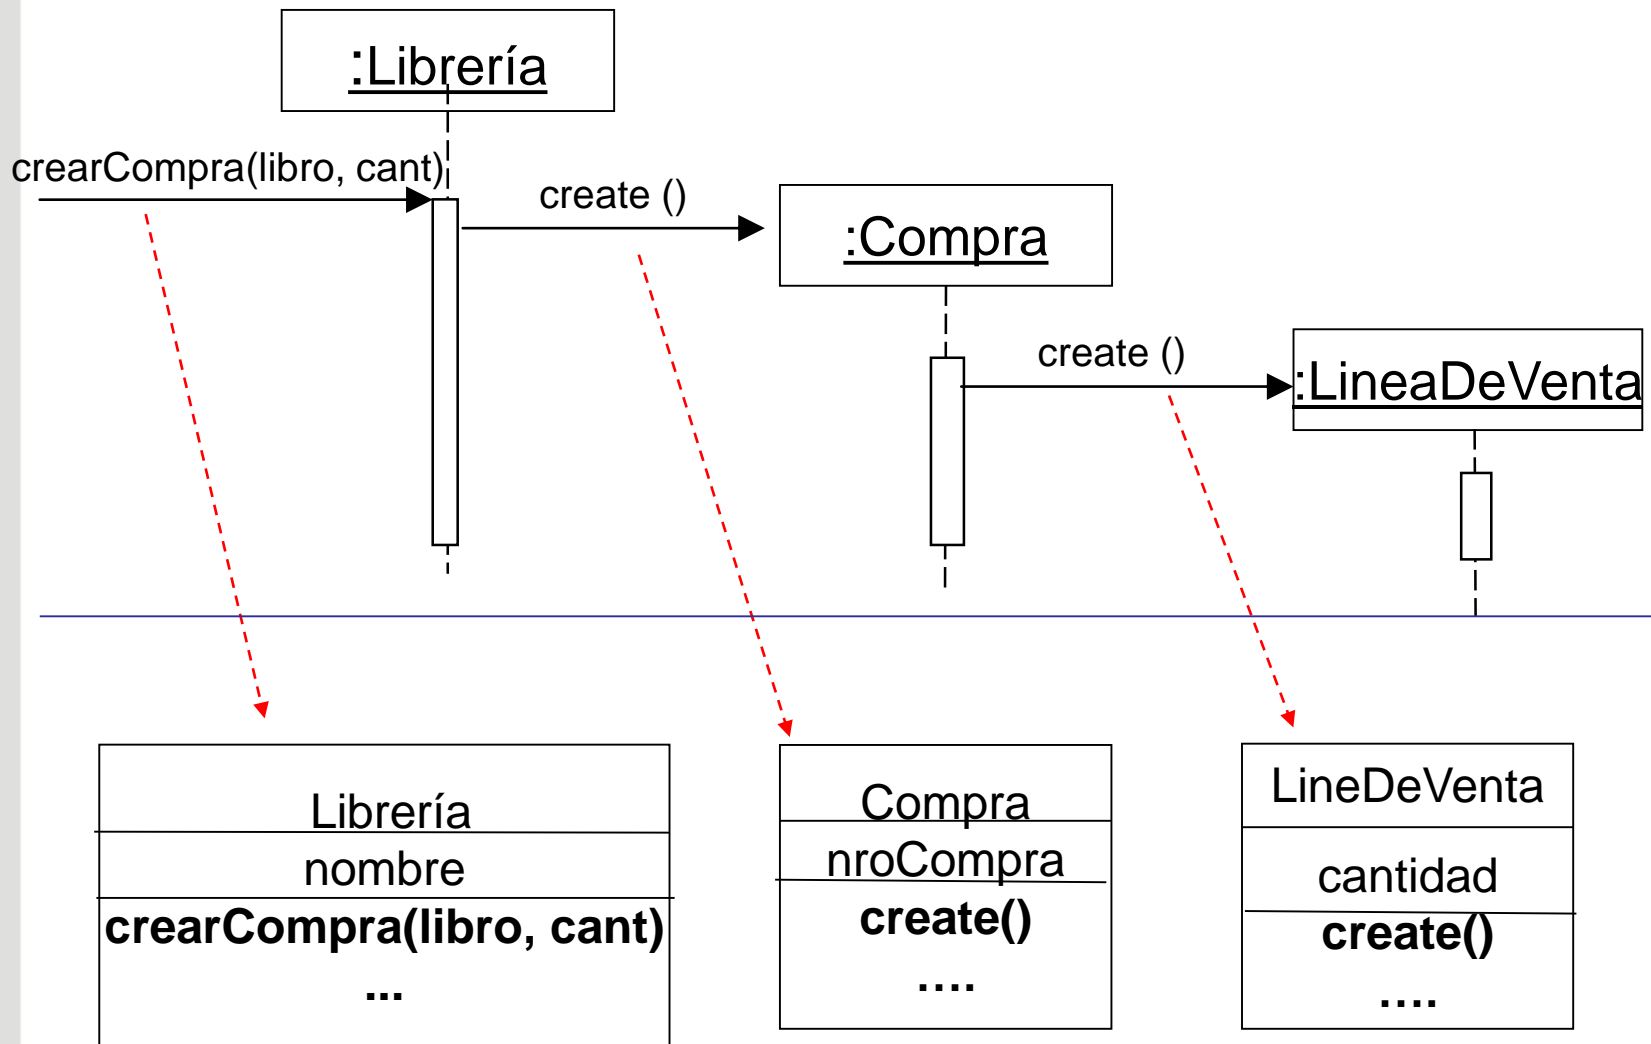 :Librería
crearCompra(libro, cant)
create ()
:Compra
create ()
:LineaDeVenta
Librería
nombre
crearCompra(libro, cant)
...
Compra
nroCompra
create()
....
LineDeVenta
cantidad
create()
....